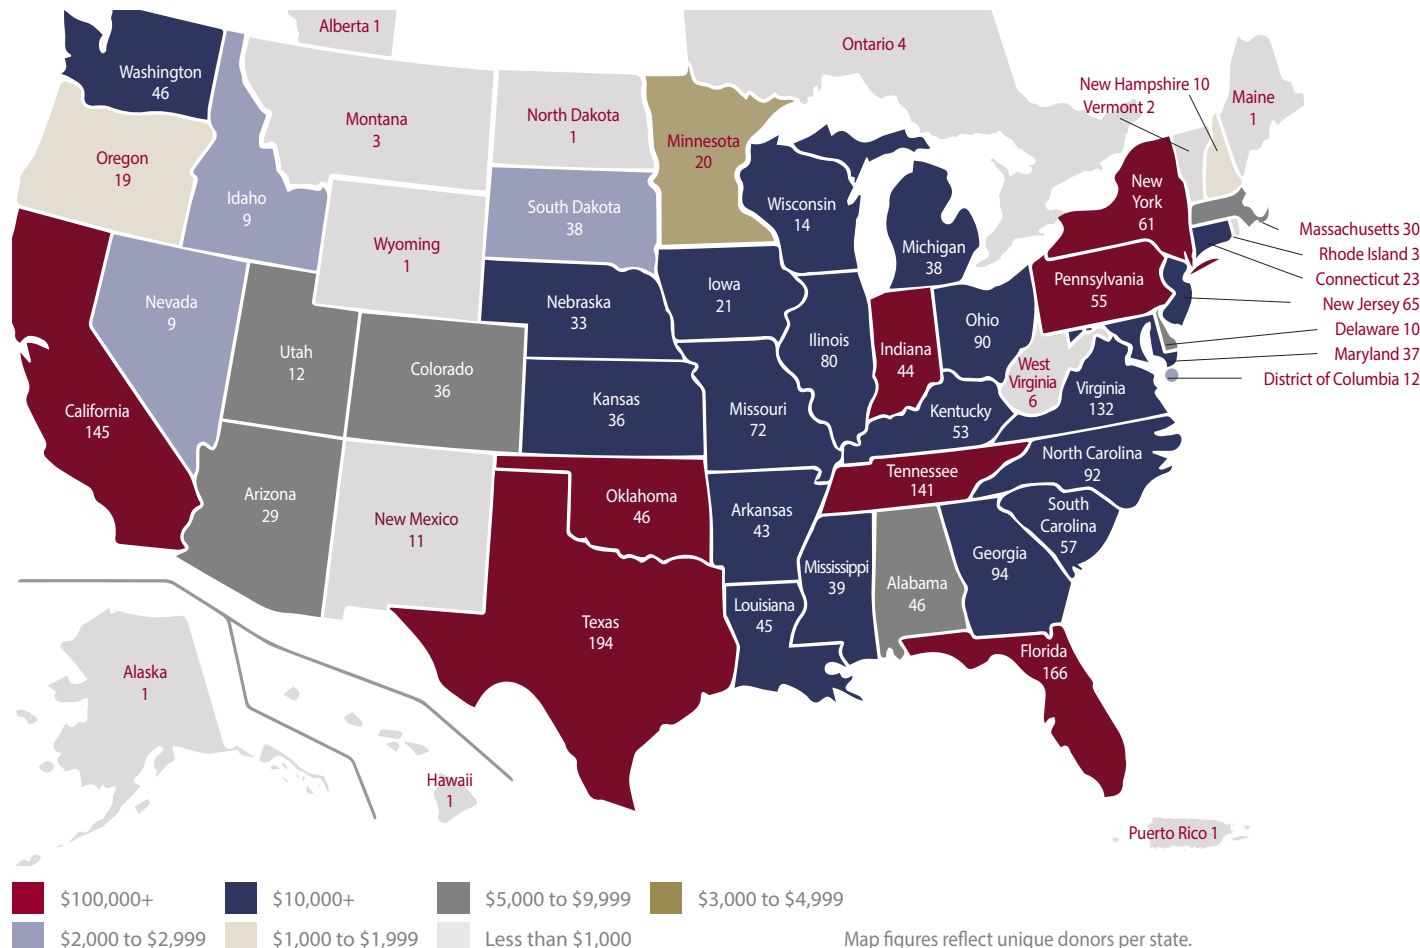 Alberta 1
Ontario 4
Washington
46
Montana
3
North Dakota
1
Minnesota
20
New Hampshire 10
Vermont 2
Maine
1
Oregon
19
Idaho
9
South Dakota
38
Wisconsin
14
Michigan
38
New
York
61
Massachusetts 30
Rhode Island 3
Connecticut 23
New Jersey 65
Delaware 10
Maryland 37
District of Columbia 12
Wyoming
1
Nevada
9
Nebraska
33
Iowa
21
Illinois
80
Indiana
44
Ohio
90
Pennsylvania
55
Utah
12
Colorado
36
Kansas
36
Missouri
72
Kentucky
53
West
Virginia
6
Virginia
132
California
145
Arizona
29
New Mexico
11
Oklahoma
46
Arkansas
43
Tennessee
141
North Carolina
92
South
Carolina
57
Texas
194
Louisiana
45
Mississippi
39
Alabama
46
Georgia
94
Florida
166
Alaska
1
Hawaii
1
Puerto Rico 1
$100,000+
$10,000+
$5,000 to $9,999
$3,000 to $4,999
$2,000 to $2,999
$1,000 to $1,999
Less than $1,000
Map figures reflect unique donors per state.